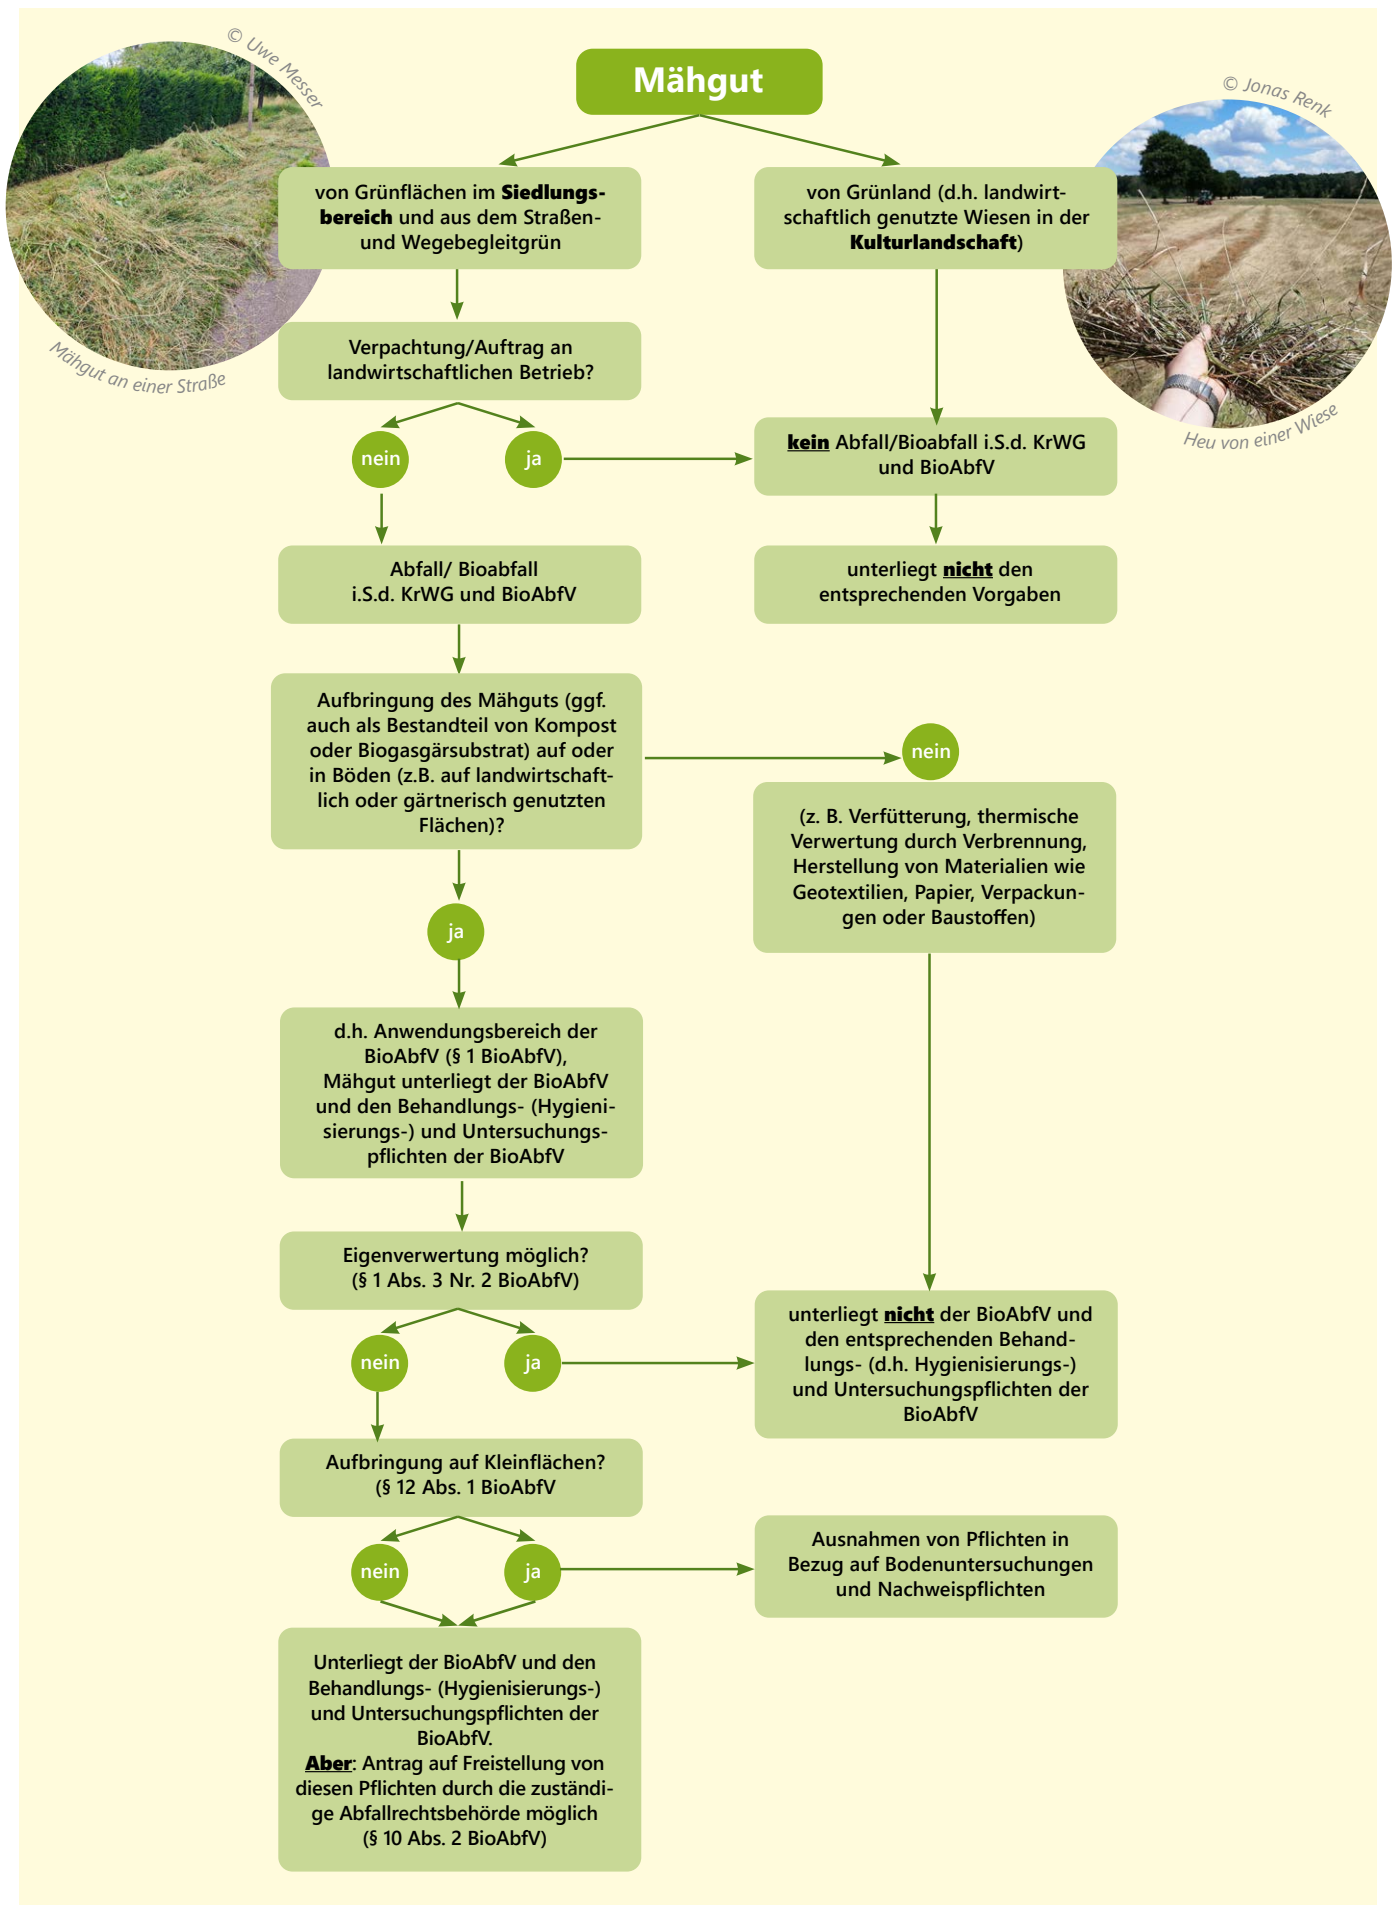 © Uwe Messer
Mähgut
© Jonas Renk
von Grünflächen im Siedlungs-
bereich und aus dem Straßen-
und Wegebegleitgrün
von Grünland (d.h. landwirt-
schaftlich genutzte Wiesen in der
Kulturlandschaft)
Mähgut an einer Straße
Verpachtung/Auftrag an
landwirtschaftlichen Betrieb?
Heu von einer Wiese
nein
ja
kein Abfall/Bioabfall i.S.d. KrWG
und BioAbfV
Abfall/ Bioabfall
i.S.d. KrWG und BioAbfV
unterliegt nicht den
entsprechenden Vorgaben
Aufbringung des Mähguts (ggf.
auch als Bestandteil von Kompost
oder Biogasgärsubstrat) auf oder
in Böden (z.B. auf landwirtschaft-
lich oder gärtnerisch genutzten
Flächen)?
nein
(z. B. Verfütterung, thermische
Verwertung durch Verbrennung,
Herstellung von Materialien wie
Geotextilien, Papier, Verpackun-
gen oder Baustoffen)
ja
d.h. Anwendungsbereich der
BioAbfV (§ 1 BioAbfV),
Mähgut unterliegt der BioAbfV
und den Behandlungs- (Hygieni-
sierungs-) und Untersuchungs-
pflichten der BioAbfV
Eigenverwertung möglich?
(§ 1 Abs. 3 Nr. 2 BioAbfV)
nein
ja
unterliegt nicht der BioAbfV und
den entsprechenden Behand-
lungs- (d.h. Hygienisierungs-)
und Untersuchungspflichten der
BioAbfV
Aufbringung auf Kleinflächen?
(§ 12 Abs. 1 BioAbfV
nein
ja
Ausnahmen von Pflichten in
Bezug auf Bodenuntersuchungen
und Nachweispflichten
Unterliegt der BioAbfV und den
Behandlungs- (Hygienisierungs-)
und Untersuchungspflichten der
BioAbfV.
Aber: Antrag auf Freistellung von
diesen Pflichten durch die zuständi-
ge Abfallrechtsbehörde möglich
(§ 10 Abs. 2 BioAbfV)